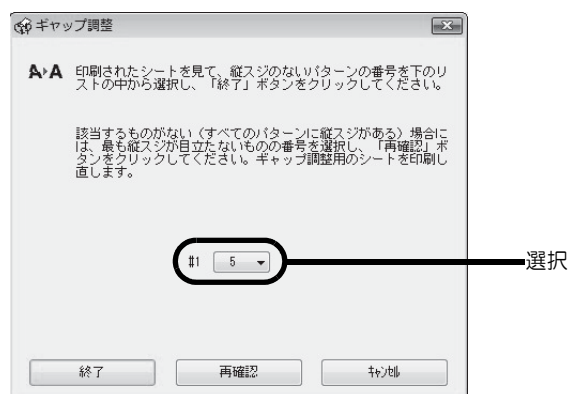 ギャップ調整
A▸A 印刷されたシートを見て、縦スジのないパターンの番号を下のリ
ストの中から選択し、「終了」ボタンをクリックしてください。
該当するものがない（すべてのパターンに縦スジがある）場合に
は、最も縦スジが目立たないものの番号を選択し、「再確認」ボ
タンをクリックしてください。ギャップ調整用のシートを印刷し
直します。
#1 5
選択
終了 再確認 キャンセル